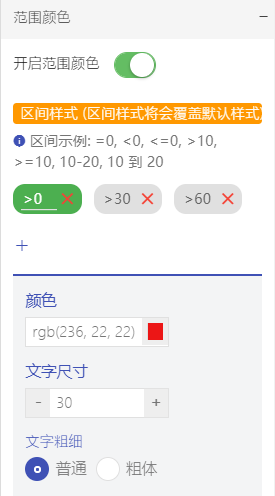 范围颜色 −
开启范围颜色
区间样式 (区间样式将会覆盖默认样式)
区间示例: =0, <0, <=0, >10,
>=10, 10-20, 10 到 20
>0 >30 >60
+
颜色
rgb(236, 22, 22)
文字尺寸
- 30 +
文字粗细
普通 粗体